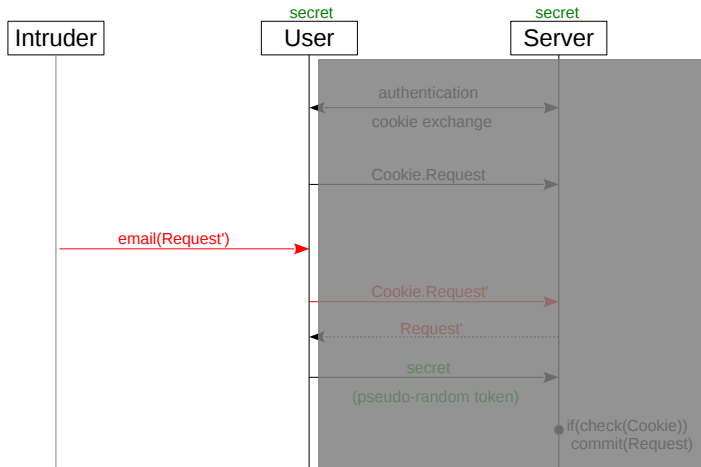 secret
secret
Intruder
User
Server
authentication
cookie exchange
Cookie.Request
email(Request')
Cookie.Request'
Request'
secret
(pseudo-random token)
if(check(Cookie))
commit(Request)